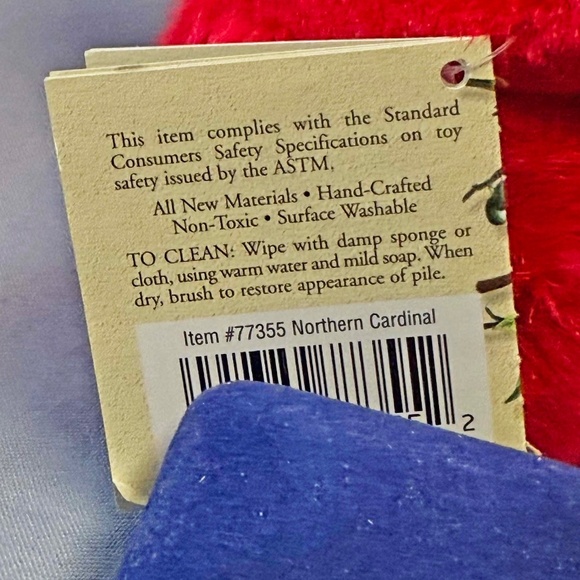 This item complies with the Standard
Consumers Safety Specifications on toy
safety issued by the ASTM.
All New Materials • Hand-Crafted
Non-Toxic • Surface Washable
TO CLEAN: Wipe with damp sponge or
cloth, using warm water and mild soap. When
dry, brush to restore appearance of pile.
Item #77355 Northern Cardinal
5 2